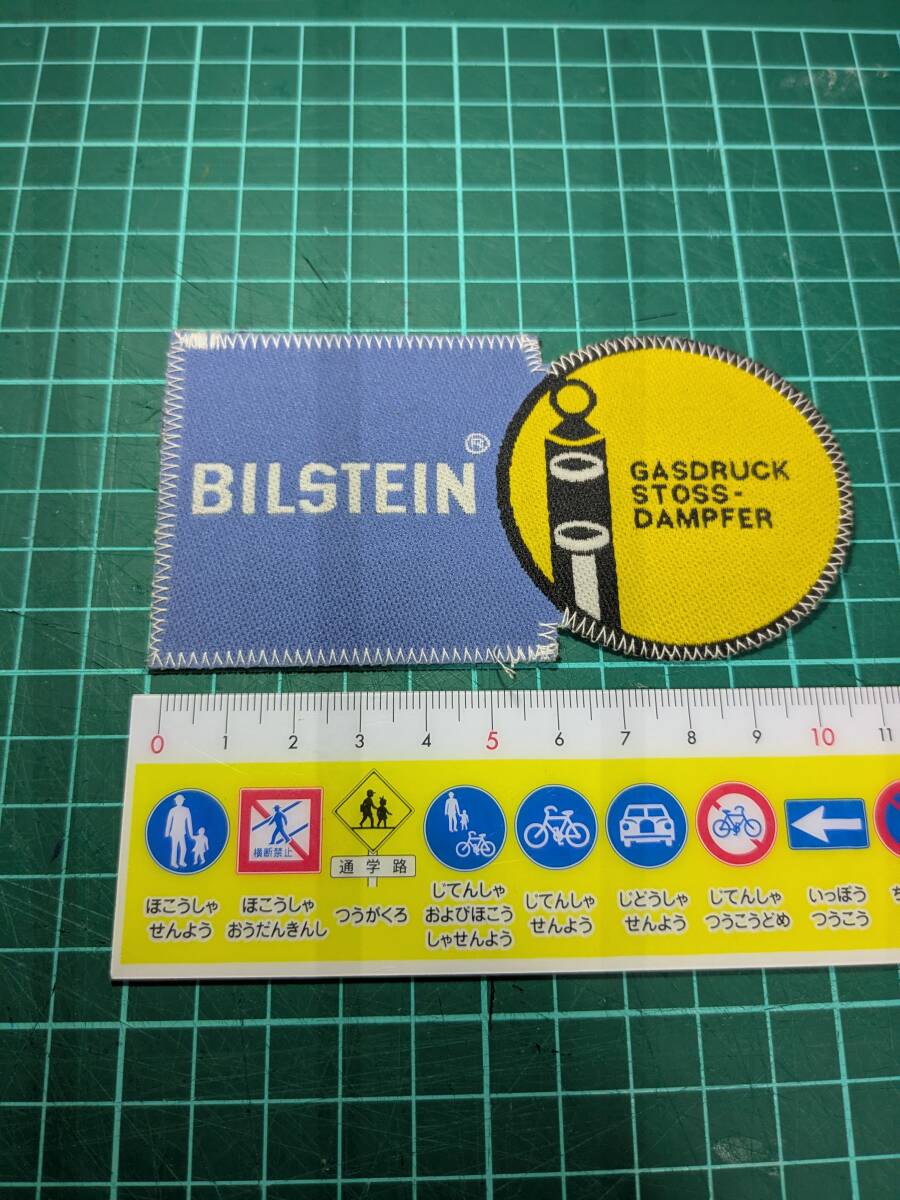 BILSTEIN®
GASDRUCK
STOSS-
DAMPFER
0 1 2 3 4 5 6 7 8 9 10 11
横断禁止
通学路
ほこうしゃ
せんよう
ほこうしゃ
おうだんきんし
つうがくろ
じてんしゃ
およびほこう
しゃせんよう
じてんしゃ
せんよう
じどうしゃ
せんよう
じてんしゃ
つうこうどめ
いっぽう
つうこう